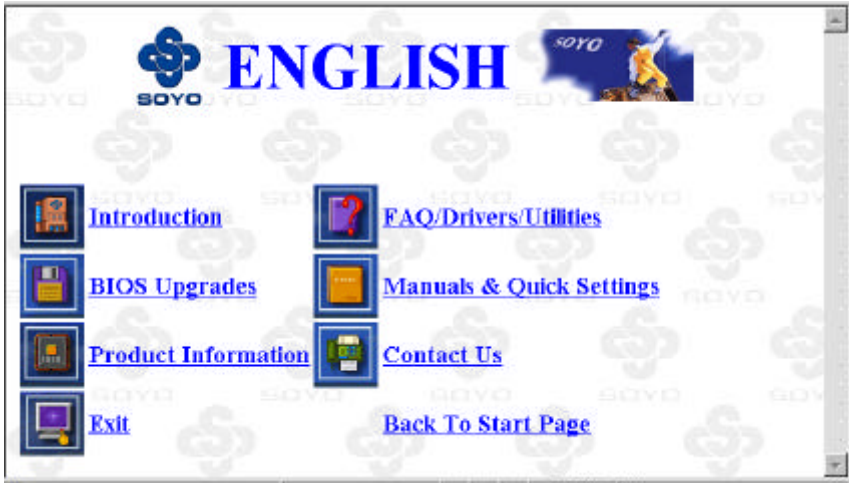 SOYO
ENGLISH
SOYO
Introduction
FAQ/Drivers/Utilities
BIOS Upgrades
Manuals & Quick Settings
Product Information
Contact Us
Exit
Back To Start Page